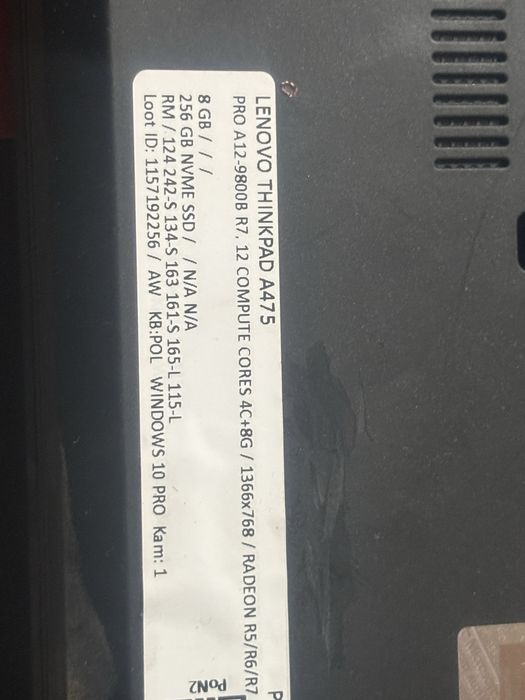 LENOVO THINKPAD A475
PRO A12-9800B R7, 12 COMPUTE CORES 4C+8G / 1366x768 / RADEON R5/R6/R7
8 GB / / /
256 GB NVME SSD / / N/A N/A
RM / 124 242-S 134-S 163 161-S 165-L 115-L
Loot ID: 1157192256 / AW KB:POL WINDOWS 10 PRO Kam: 1
PoN2